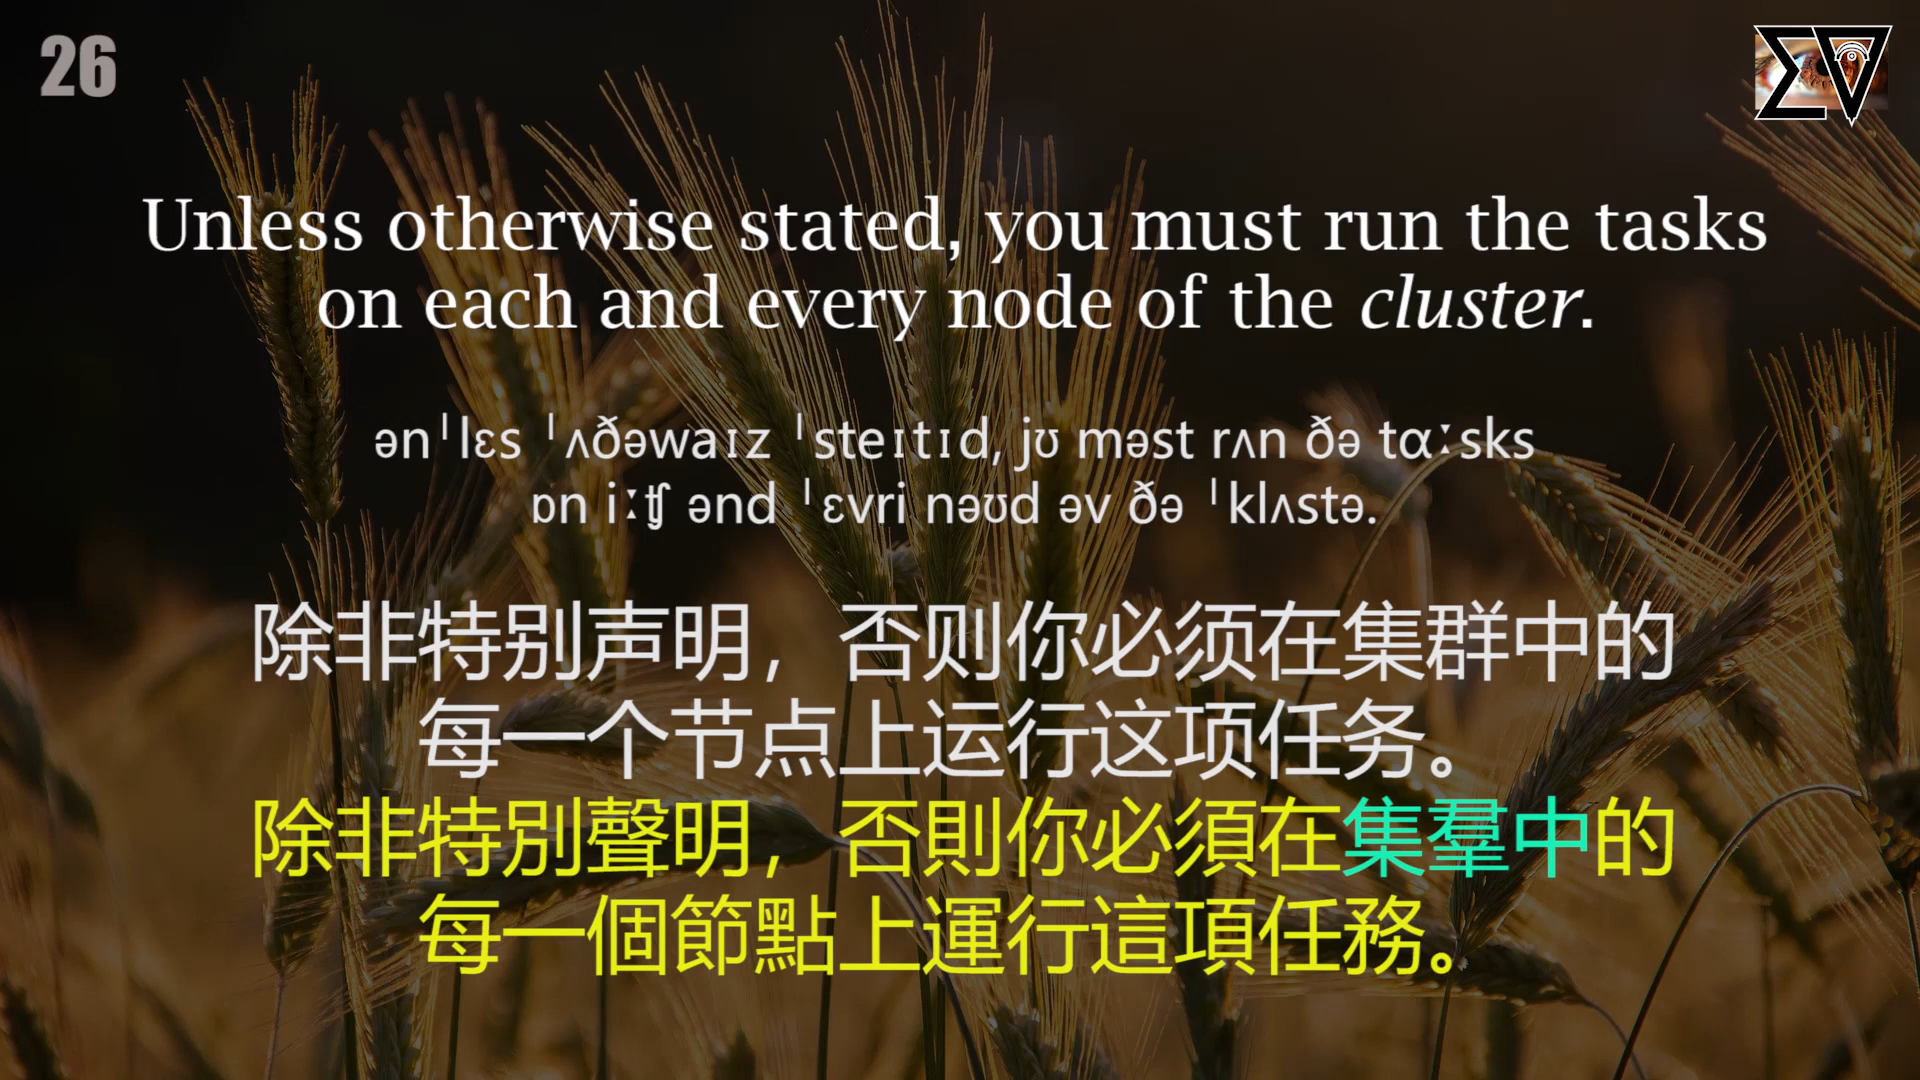 26
Unless otherwise stated, you must run the tasks
on each and every node of the cluster.
ənˈlɛs ˈʌðəwaɪz ˈsteɪtɪd, jʊ məst rʌn ðə tɑːsks
ɒn iːʧ ənd ˈɛvri nəʊd əv ðə ˈklʌstə.
除非特别声明，否则你必须在集群中的
每一个节点上运行这项任务。
除非特別聲明，否則你必須在集羣中的
每一個節點上運行這項任務。